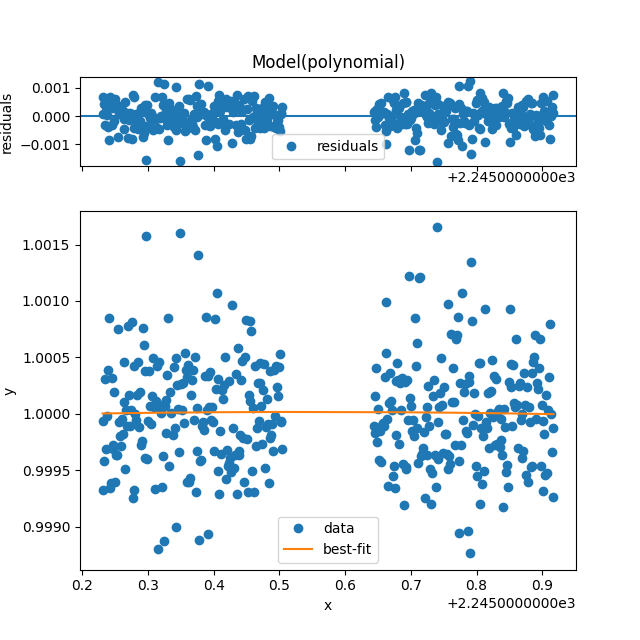 Model(polynomial)
0.001
0.000
−0.001
residuals
residuals
+2.2450000000e3
1.0015
1.0010
1.0005
1.0000
0.9995
0.9990
y
data
best-fit
0.2 0.3 0.4 0.5 0.6 0.7 0.8 0.9
x
+2.2450000000e3